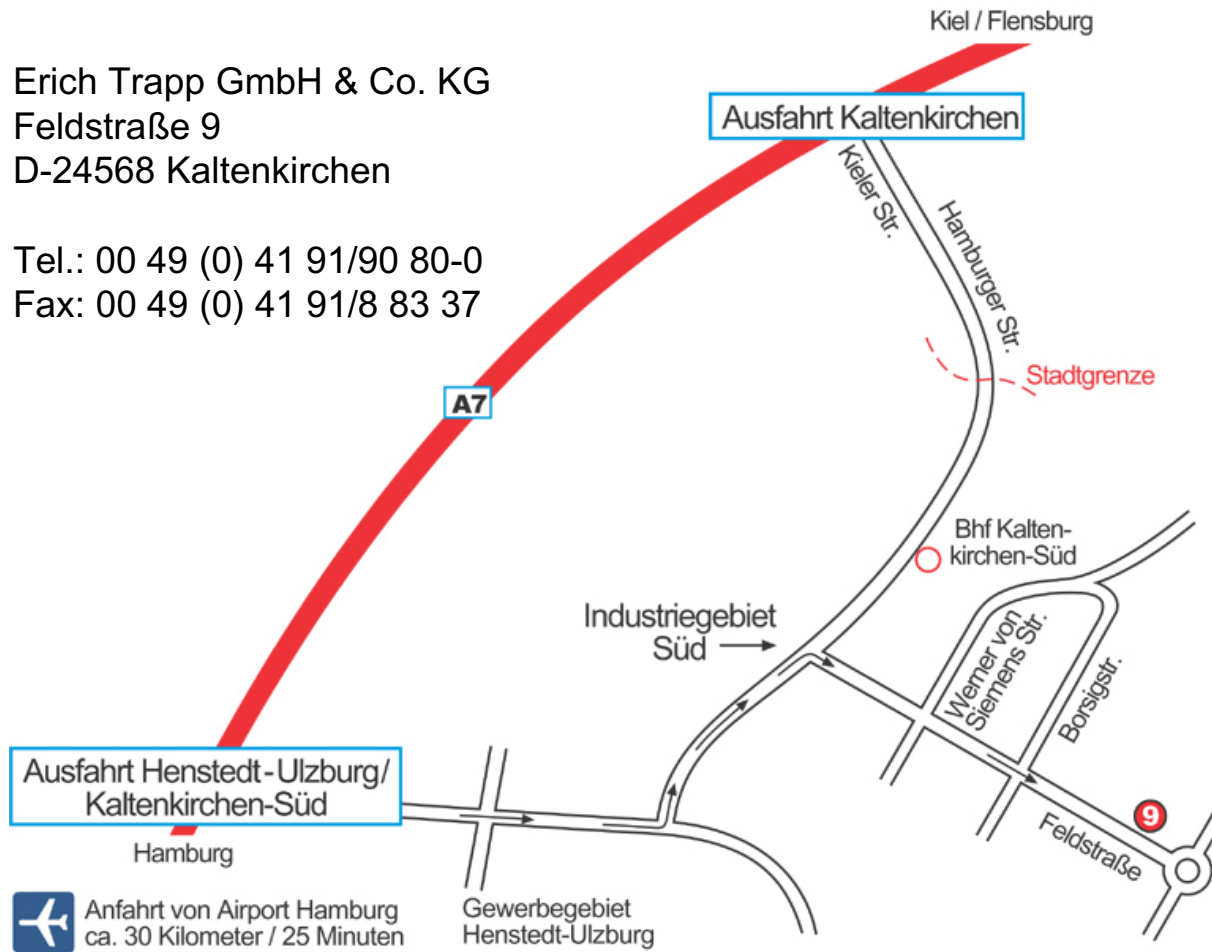 Kiel / Flensburg
Erich Trapp GmbH & Co. KG
Feldstraße 9
D-24568 Kaltenkirchen
Tel.: 00 49 (0) 41 91/90 80-0
Fax: 00 49 (0) 41 91/8 83 37
Ausfahrt Kaltenkirchen
Kieler Str.
Hamburger Str.
Stadtgrenze
A7
Bhf Kalten-
kirchen-Süd
Industriegebiet
Süd
Werner von
Siemens Str.
Borsigstr.
Ausfahrt Henstedt-Ulzburg/
Kaltenkirchen-Süd
9
Feldstraße
Hamburg
Anfahrt von Airport Hamburg
ca. 30 Kilometer / 25 Minuten
Gewerbegebiet
Henstedt-Ulzburg